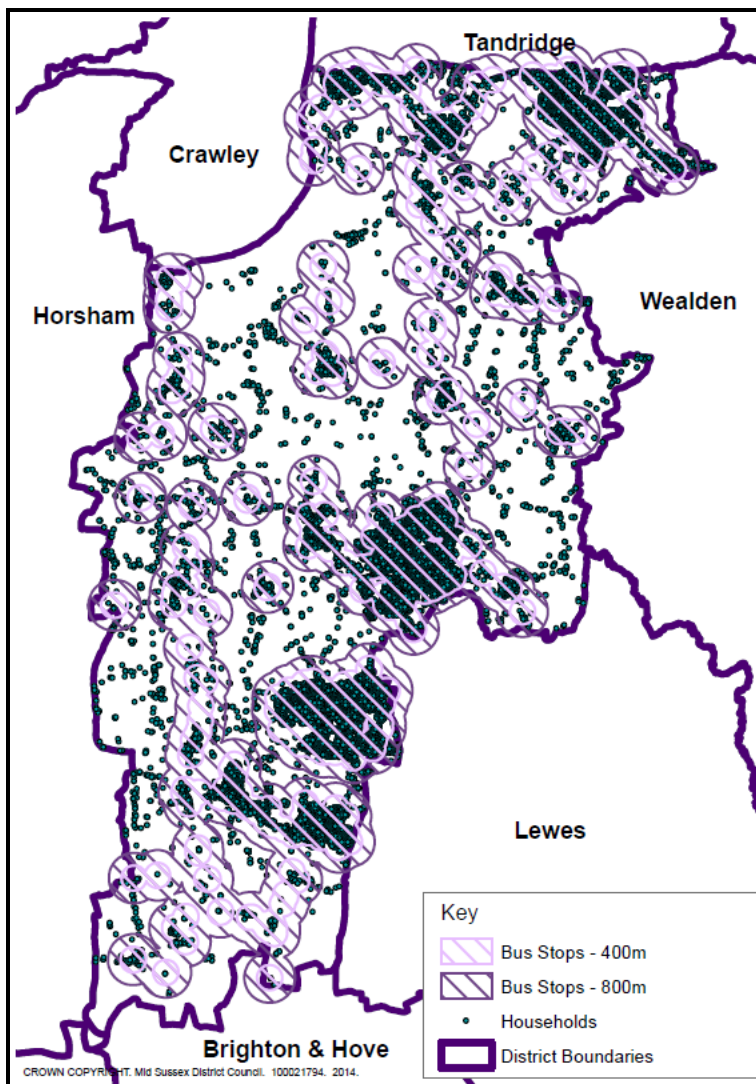 Tandridge
Crawley
Horsham
Wealden
Lewes
Key
Bus Stops - 400m
Bus Stops - 800m
Households
District Boundaries
Brighton & Hove
CROWN COPYRIGHT. Mid Sussex District Council. 100021794. 2014.